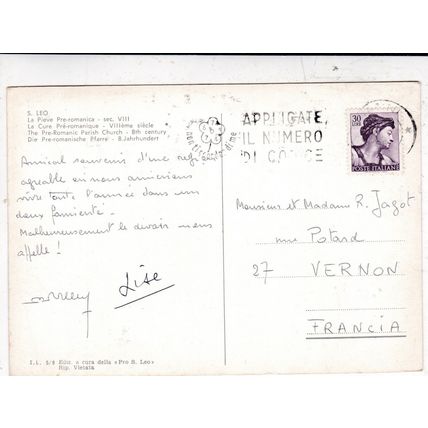 S. LEO
La Pieve Pre-romanica - sec. VIII
La Cure Pré-romanique - VIIIème siècle
The Pre-Romanic Parish Church - 8th century
Die Pre-romanische Pfarre - 8.Jahrhundert
APPLICATE,
IL NUMERO
DI CODICE
30
POSTE ITALIANE
Amical souvenir d'une
agréable en nous aimerions
vivre toute l'année dans un
doux farniente.
Malheureusement le devoir nous
appelle !
Lise
Monsieur et Madame R. Jagot
rue Potard
27 VERNON
FRANCIA
I.L. 5/8 Ediz. a cura della «Pro S. Leo»
Rip. Vietata